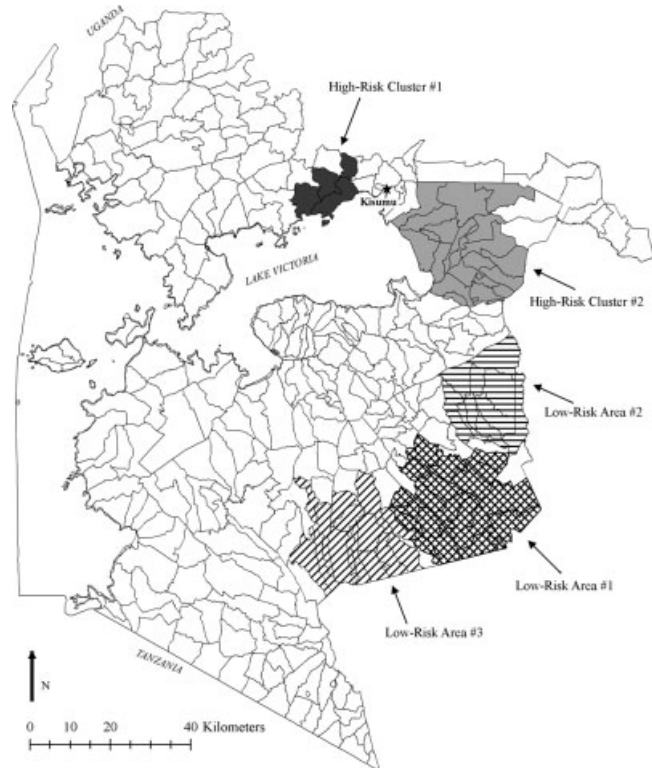 UGANDA
High-Risk Cluster #1
Kisumu
LAKE VICTORIA
High-Risk Cluster #2
Low-Risk Area #2
Low-Risk Area #1
Low-Risk Area #3
TANZANIA
N
0 10 20 40 Kilometers